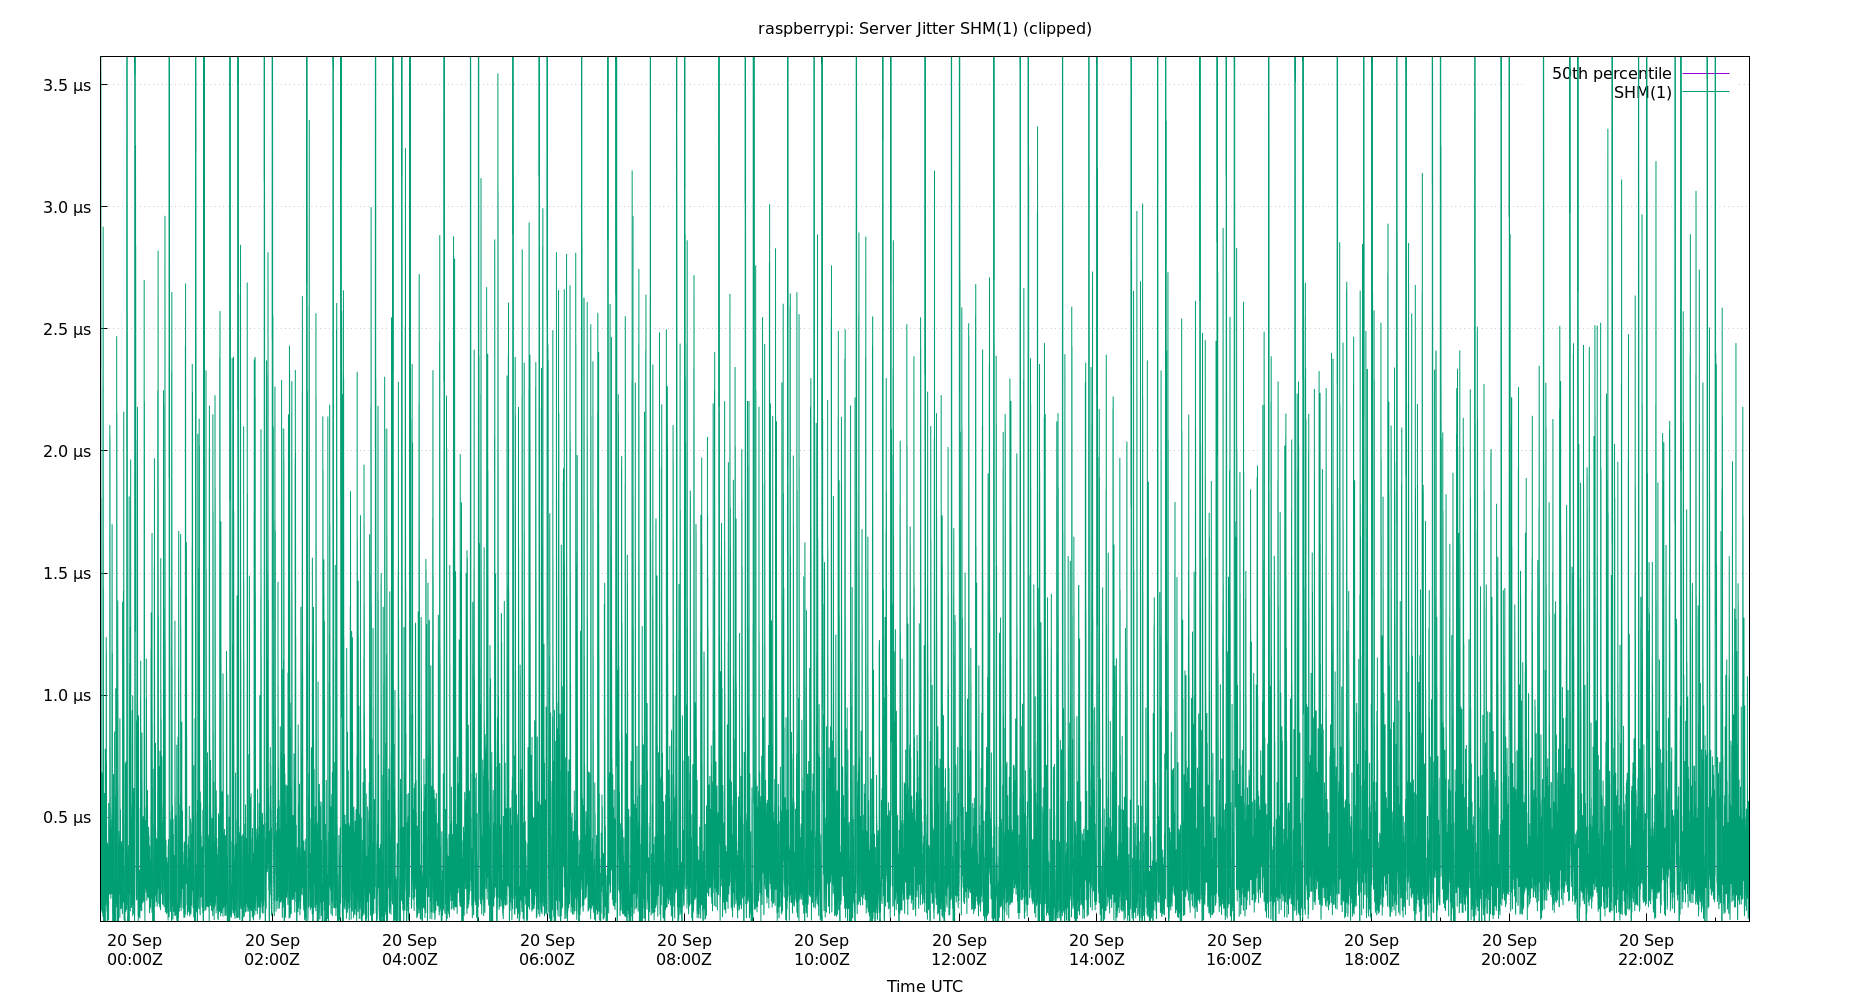 raspberrypi: Server Jitter SHM(1) (clipped)
50th percentile
SHM(1)
3.5 μs
3.0 μs
2.5 μs
2.0 μs
1.5 μs
1.0 μs
0.5 μs
20 Sep 20 Sep 20 Sep 20 Sep 20 Sep 20 Sep 20 Sep 20 Sep 20 Sep 20 Sep 20 Sep 20 Sep
00:00Z 02:00Z 04:00Z 06:00Z 08:00Z 10:00Z 12:00Z 14:00Z 16:00Z 18:00Z 20:00Z 22:00Z
Time UTC